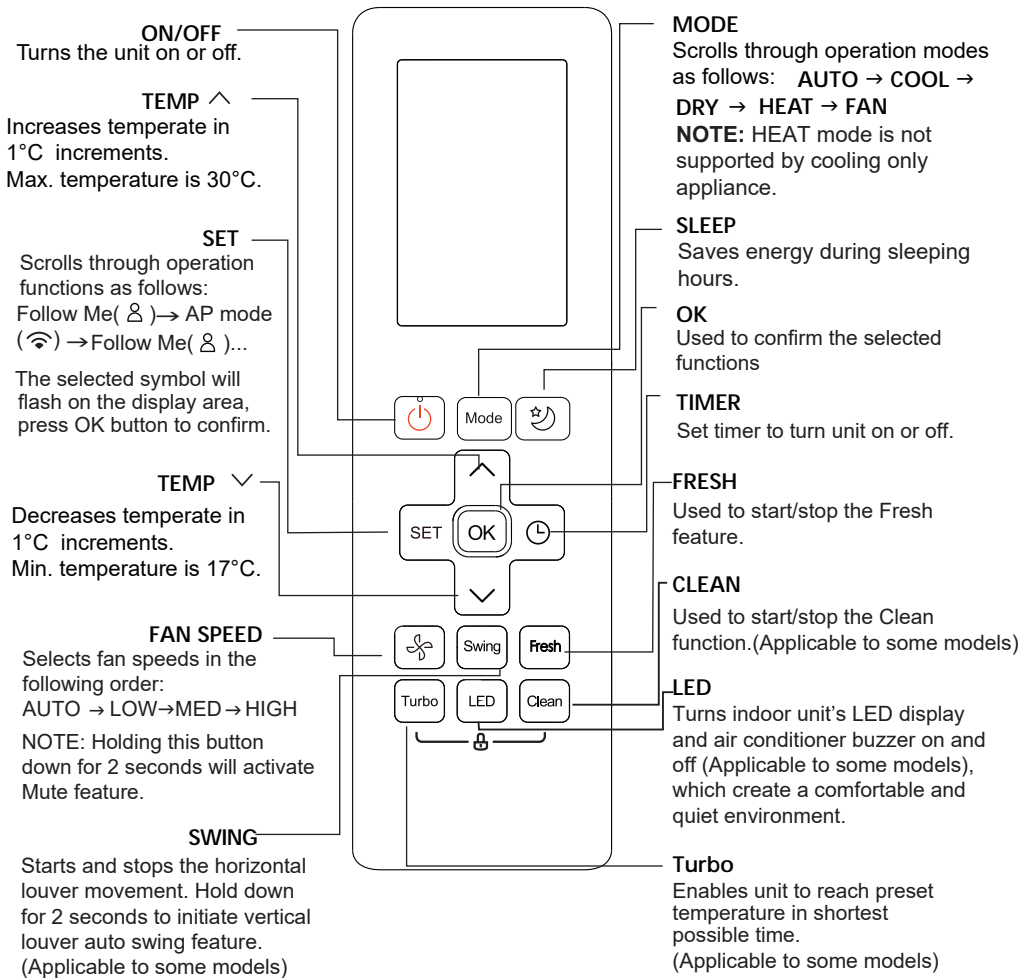 ON/OFF
Turns the unit on or off.
TEMP
Increases temperate in
1°C increments.
Max. temperature is 30°C.
SET
Scrolls through operation
functions as follows:
Follow Me( )→ AP mode
( ) →Follow Me( )...
The selected symbol will
flash on the display area,
press OK button to confirm.
TEMP
Decreases temperate in
1°C increments.
Min. temperature is 17°C.
FAN SPEED
Selects fan speeds in the
following order:
AUTO → LOW→MED→HIGH
NOTE: Holding this button
down for 2 seconds will activate
Mute feature.
SWING
Starts and stops the horizontal
louver movement. Hold down
for 2 seconds to initiate vertical
louver auto swing feature.
(Applicable to some models)
Mode
SET
OK
Swing
Fresh
Turbo
LED
Clean
MODE
Scrolls through operation modes
as follows: AUTO → COOL →
DRY → HEAT → FAN
NOTE: HEAT mode is not
supported by cooling only
appliance.
SLEEP
Saves energy during sleeping
hours.
OK
Used to confirm the selected
functions
TIMER
Set timer to turn unit on or off.
FRESH
Used to start/stop the Fresh
feature.
CLEAN
Used to start/stop the Clean
function.(Applicable to some models)
LED
Turns indoor unit's LED display
and air conditioner buzzer on and
off (Applicable to some models),
which create a comfortable and
quiet environment.
Turbo
Enables unit to reach preset
temperature in shortest
possible time.
(Applicable to some models)